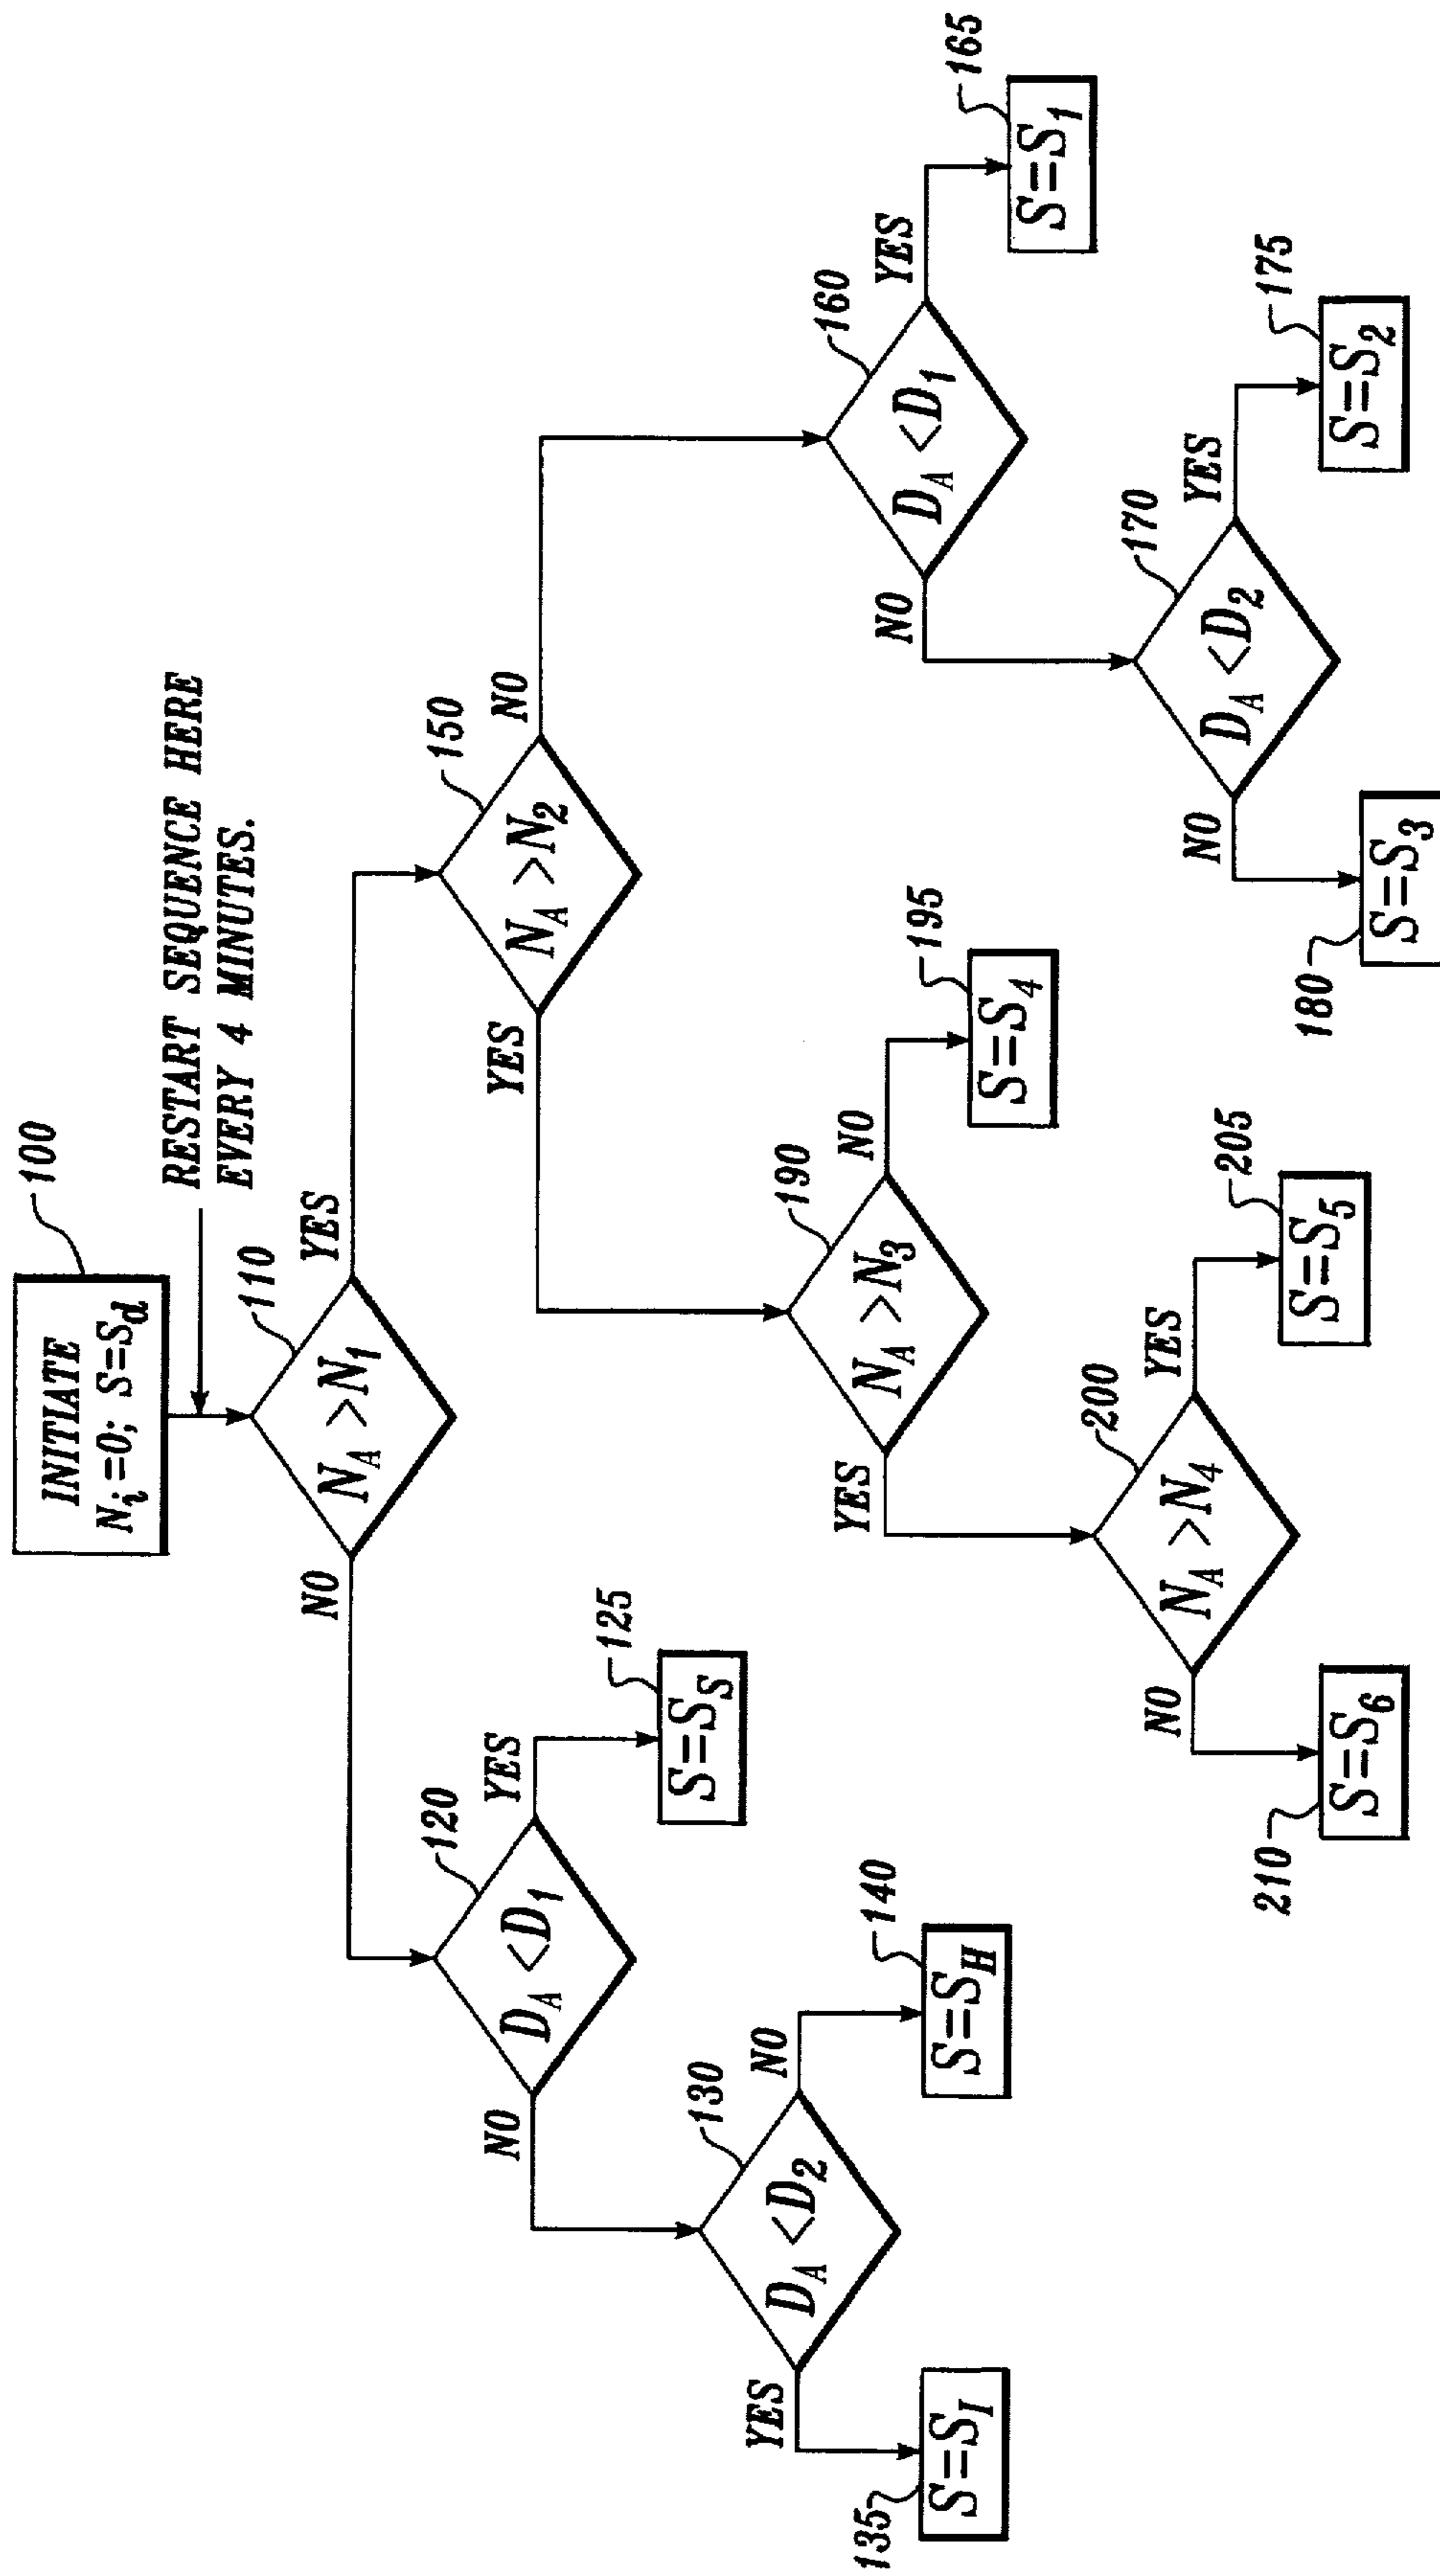 100
INITIATE
N_i=0; S=S_d
RESTART SEQUENCE HERE
EVERY 4 MINUTES.
110
N_A >N_1
NO
YES
120
D_A <D_1
NO
YES
125
S=S_S
130
D_A <D_2
YES
NO
135
S=S_I
140
S=S_H
150
N_A >N_2
YES
NO
160
D_A <D_1
NO
YES
165
S=S_1
170
D_A <D_2
NO
YES
175
S=S_2
180
S=S_3
190
N_A >N_3
YES
NO
195
S=S_4
200
N_A >N_4
NO
YES
205
S=S_5
210
S=S_6